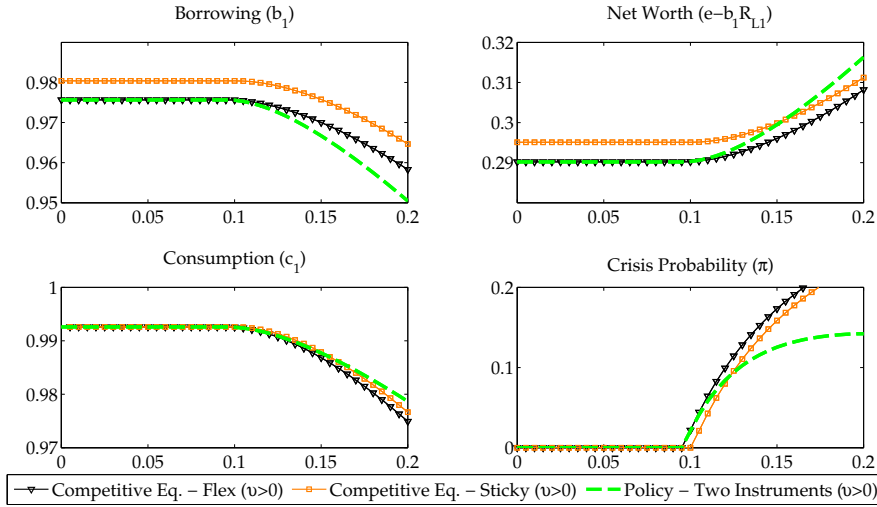 Borrowing (b1)
0.98
0.97
0.96
0.95
0 0.05 0.1 0.15 0.2
Net Worth (e−b1RL1)
0.32
0.31
0.3
0.29
0 0.05 0.1 0.15 0.2
Consumption (c1)
1
0.99
0.98
0.97
0 0.05 0.1 0.15 0.2
Crisis Probability (π)
0.2
0.1
0
0 0.05 0.1 0.15 0.2
Competitive Eq. − Flex (υ>0) Competitive Eq. − Sticky (υ>0) Policy − Two Instruments (υ>0)